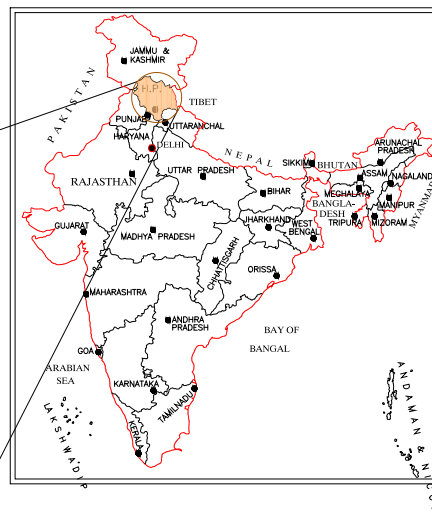 JAMMU &
KASHMIR
PAKISTAN
H.P.
TIBET
PUNJAB
UTTARANCHAL
HARYANA
DELHI
NEPAL
SIKKIM
BHUTAN
ARUNACHAL
PRADESH
ASSAM
NAGALAND
MEGHALAYA
MANIPUR
BANGLA-
DESH
TRIPURA
MIZORAM
MYANMAR
RAJASTHAN
UTTAR PRADESH
BIHAR
JHARKHAND
WEST
BENGAL
GUJARAT
MADHYA PRADESH
CHHATISGARH
ORISSA
MAHARASHTRA
ANDHRA
PRADESH
BAY OF
BANGAL
GOA
ARABIAN
SEA
KARNATAKA
TAMILNADU
KERALA
LAKSHWADIP
ANDAMAN & NICO